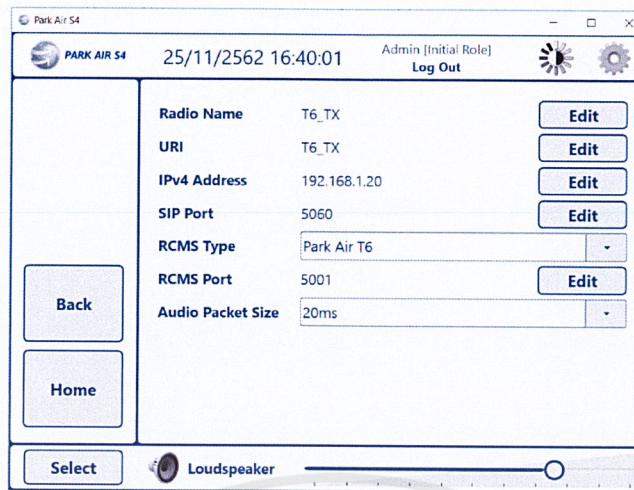 Park Air S4
PARK AIR S4
25/11/2562 16:40:01
Admin [Initial Role]
Log Out
Radio Name T6_TX Edit
URI T6_TX Edit
IPv4 Address 192.168.1.20 Edit
SIP Port 5060 Edit
RCMS Type Park Air T6
RCMS Port 5001 Edit
Audio Packet Size 20ms
Back
Home
Select
Loudspeaker